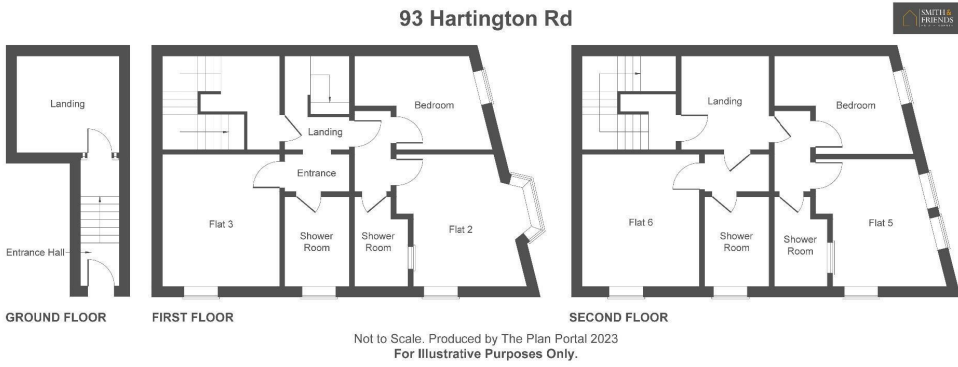 93 Hartington Rd
SMITH &
FRIENDS
Landing
Entrance Hall
GROUND FLOOR
Landing
Bedroom
Entrance
Flat 3
Shower
Room
Shower
Room
Flat 2
FIRST FLOOR
Landing
Bedroom
Flat 6
Shower
Room
Shower
Room
Flat 5
SECOND FLOOR
Not to Scale. Produced by The Plan Portal 2023
For Illustrative Purposes Only.